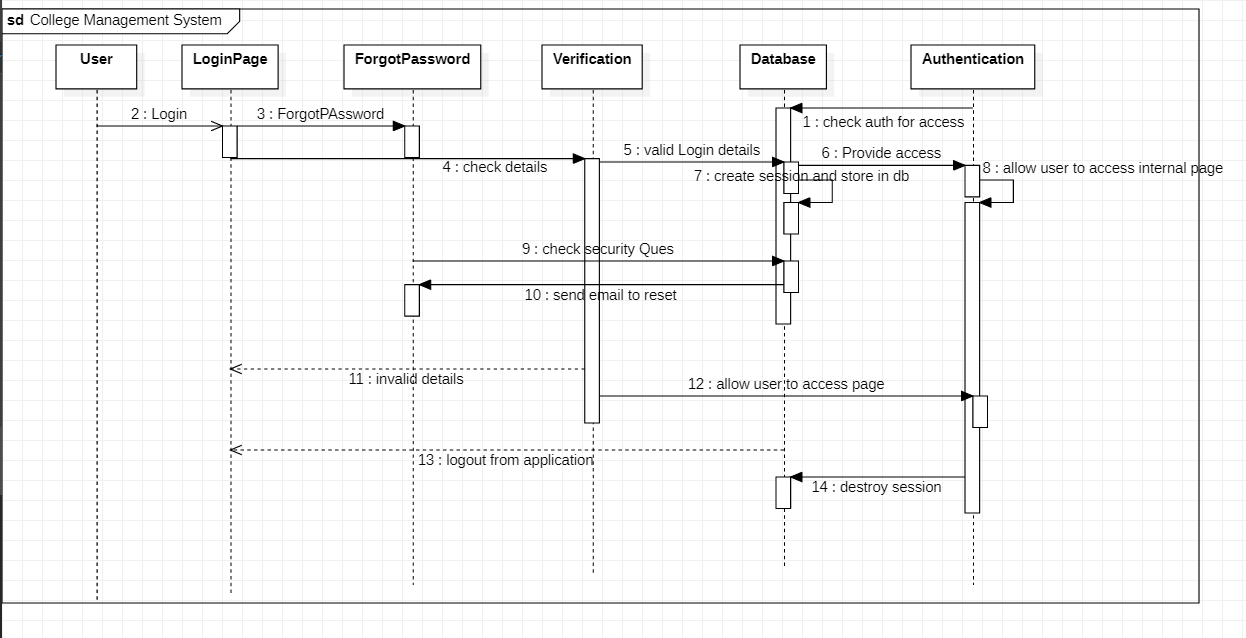 sd College Management System
User
LoginPage
ForgotPassword
Verification
Database
Authentication
2 : Login
3 : ForgotPAssword
1 : check auth for access
4 : check details
5 : valid Login details
6 : Provide access
7 : create session and store in db
8 : allow user to access internal page
9 : check security Ques
10 : send email to reset
11 : invalid details
12 : allow user to access page
13 : logout from application
14 : destroy session